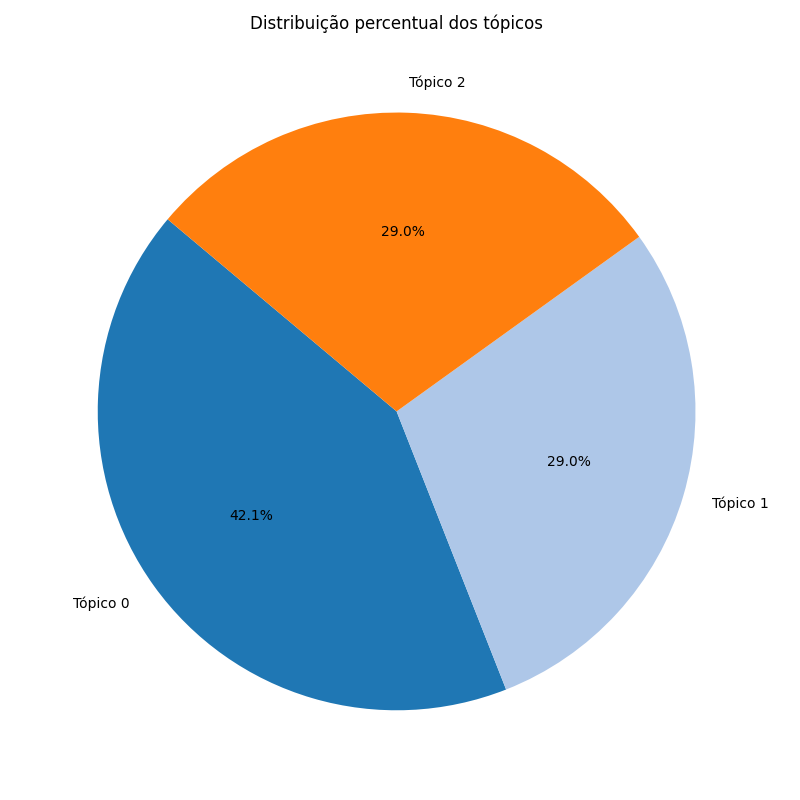 Distribuição percentual dos tópicos
Tópico 2
29.0%
29.0%
Tópico 1
42.1%
Tópico 0